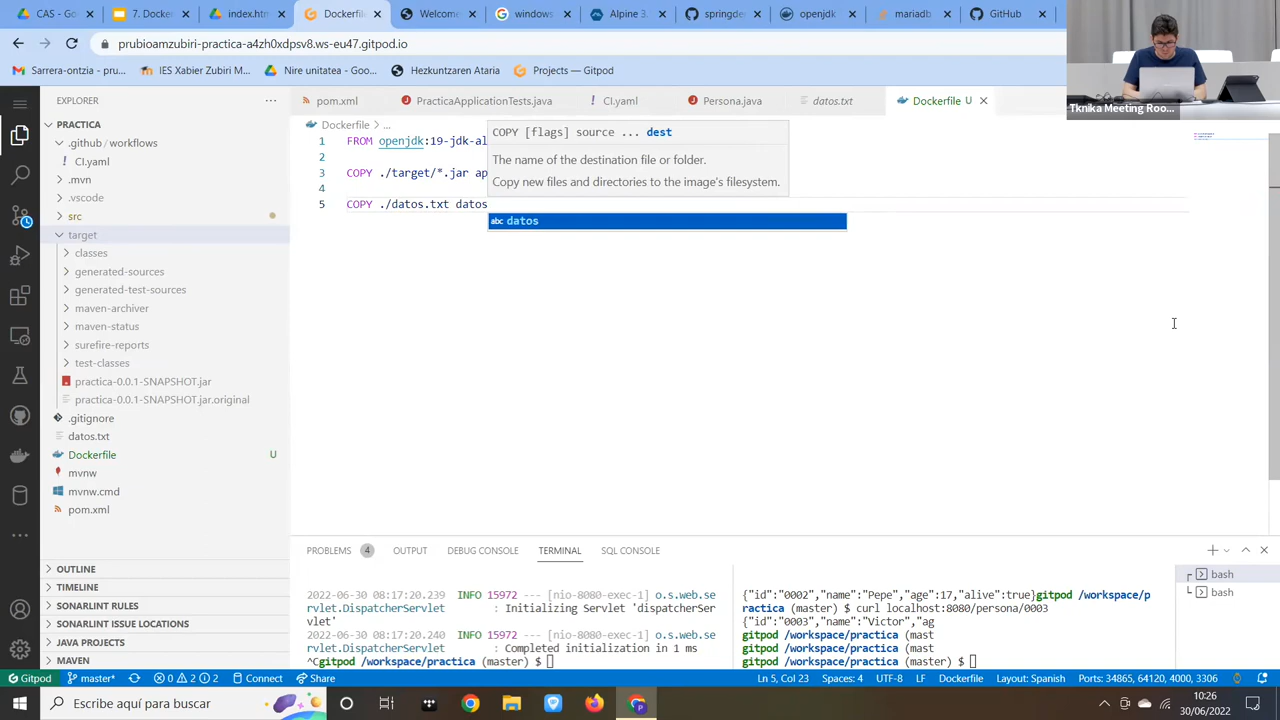 CAS - G
index.ht
practica
Alpine 3.
springde
openjdk
mariadb
GitHub
prubioamzubiri-practica-a4zh0xdpsv8.ws-eu47.gitpod.io
Sarrera-ontzia - pru...
IES Xabier Zubiri M...
Nire unitatea - Goo...
Hezkuntzaren Ataria
Projects — Gitpod
Tknika Meeting Roo...
EXPLORER
pom.xml
PracticaApplicationTests.java
CI.yaml
Persona.java
datos.txt
Dockerfile U
PRACTICA
.github / workflows
CI.yaml
.mvn
.vscode
src
target
classes
generated-sources
generated-test-sources
maven-archiver
maven-status
surefire-reports
test-classes
practica-0.0.1-SNAPSHOT.jar
practica-0.0.1-SNAPSHOT.jar.original
.gitignore
datos.txt
Dockerfile U
mvnw
mvnw.cmd
pom.xml
OUTLINE
TIMELINE
SONARLINT RULES
SONARLINT ISSUE LOCATIONS
JAVA PROJECTS
MAVEN
Dockerfile > ...
1 FROM openjdk:19-jdk-al
2
3 COPY ./target/*.jar ap
4
5 COPY ./datos.txt datos
COPY [flags] source ... dest
The name of the destination file or folder.
Copy new files and directories to the image's filesystem.
abc datos
PROBLEMS 4 OUTPUT DEBUG CONSOLE TERMINAL SQL CONSOLE
2022-06-30 08:17:20.239 INFO 15972 --- [nio-8080-exec-1] o.s.web.se
rvlet.DispatcherServlet : Initializing Servlet 'dispatcherSer
vlet'
2022-06-30 08:17:20.240 INFO 15972 --- [nio-8080-exec-1] o.s.web.se
rvlet.DispatcherServlet : Completed initialization in 1 ms
^Cgitpod /workspace/practica (master) $
{"id":"0002","name":"Pepe","age":17,"alive":true}gitpod /workspace/p
ractica (master) $ curl localhost:8080/persona/0003
{"id":"0003","name":"Victor","ag
gitpod /workspace/practica (mast
gitpod /workspace/practica (mast
gitpod /workspace/practica (master) $
bash
bash
Gitpod master* 0 2 2 Connect Share
Ln 5, Col 23 Spaces: 4 UTF-8 LF Dockerfile Layout: Spanish Ports: 34865, 64120, 4000, 3306
Escribe aquí para buscar
10:26
30/06/2022